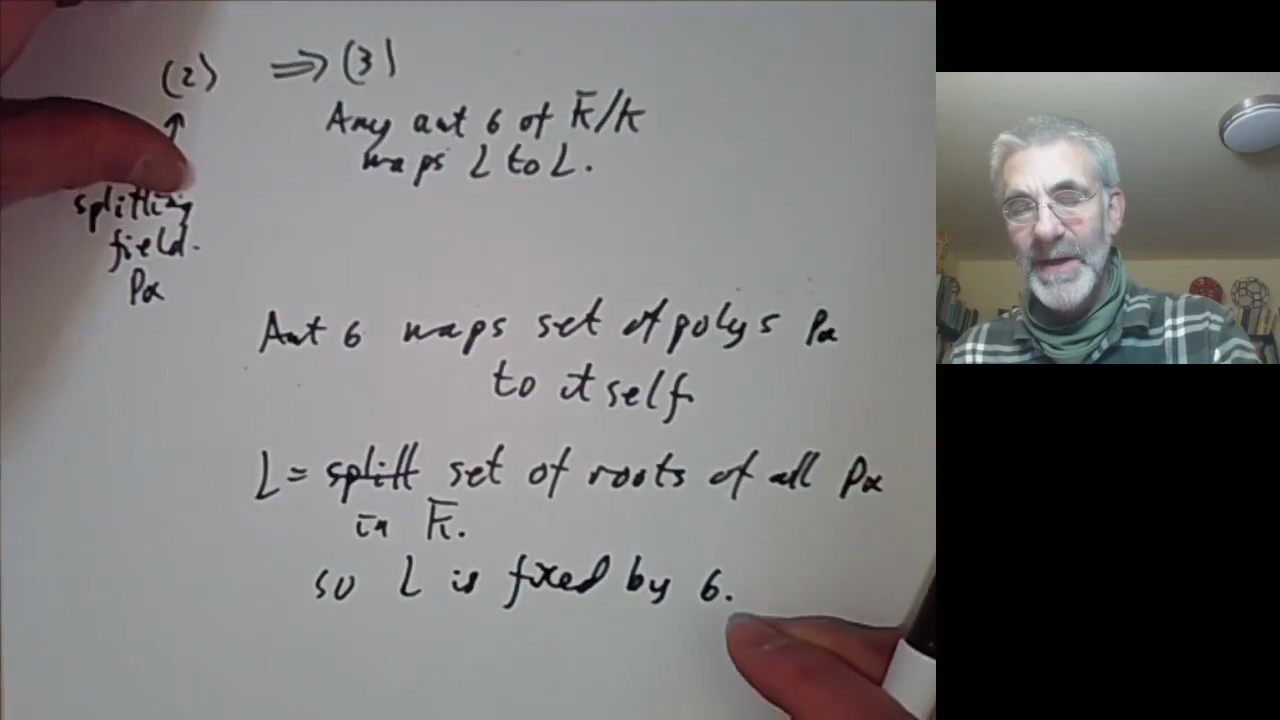 (2) ⟹ (3)
Any aut σ of K̄/K
maps L to L.
↑
splitting
field.
Pα
Aut σ maps set of polys Pα
to itself.
L = splitt set of roots of all Pα
in K̄.
so L is fixed by σ.